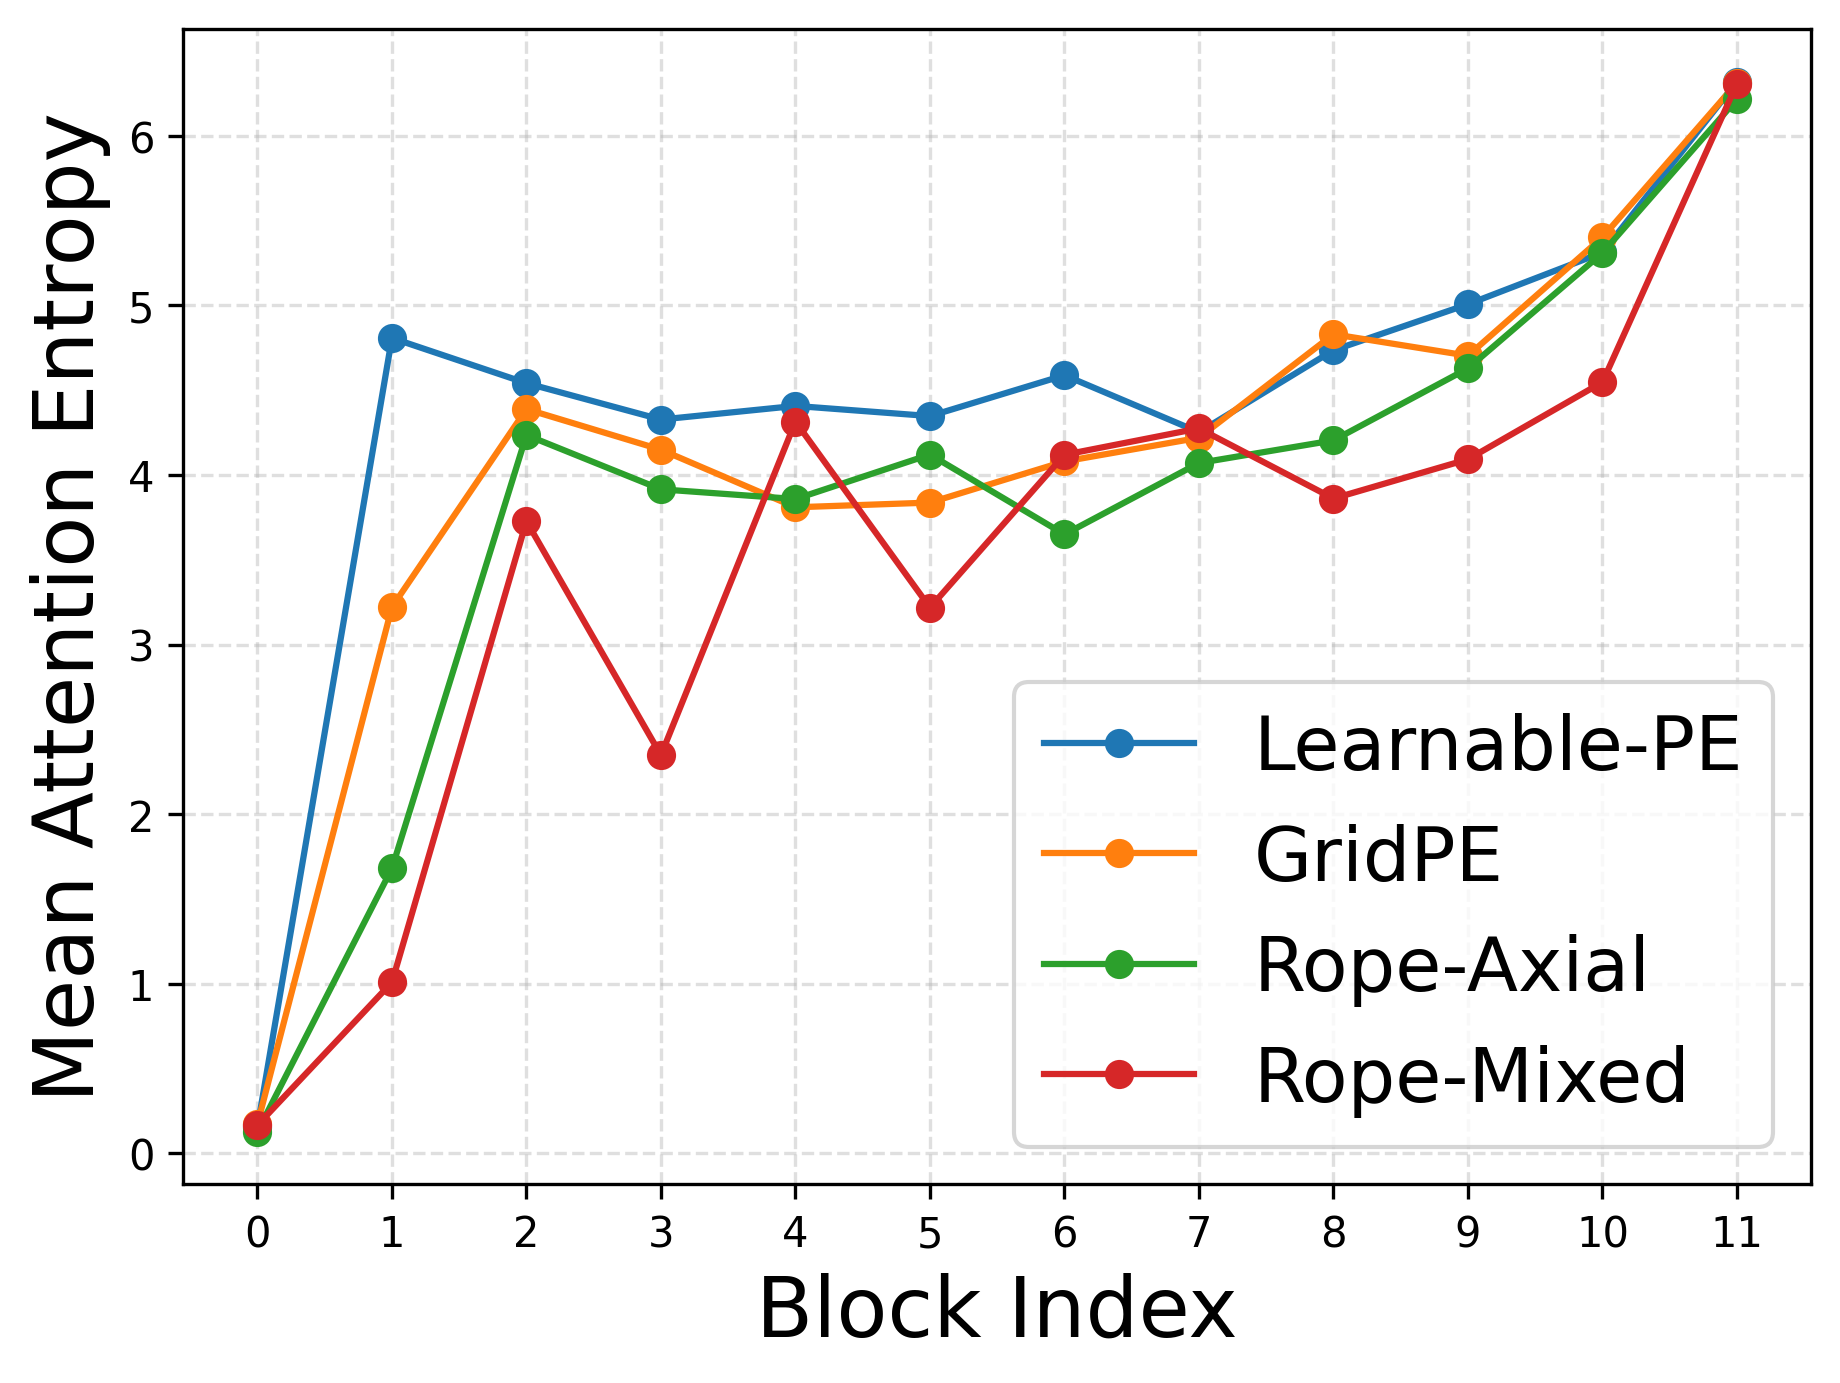 Mean Attention Entropy
6
5
4
3
2
1
0
Learnable-PE
GridPE
Rope-Axial
Rope-Mixed
0 1 2 3 4 5 6 7 8 9 10 11
Block Index